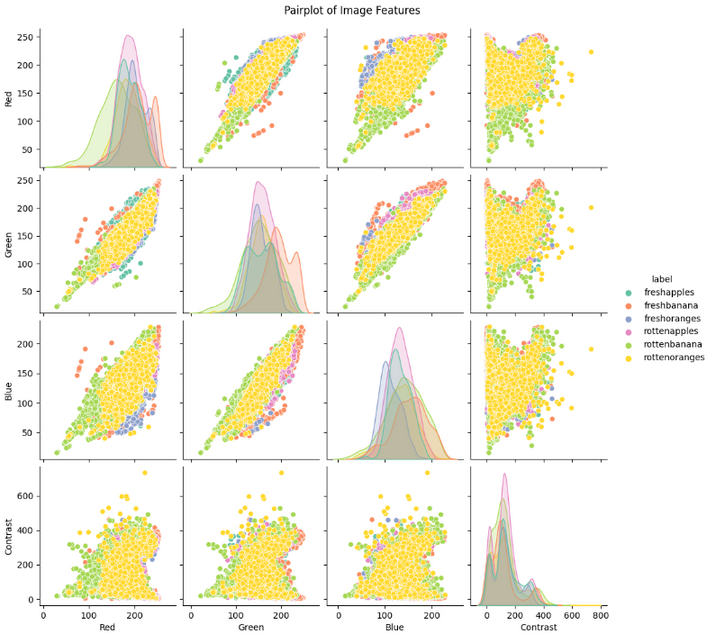 Pairplot of Image Features
250
200
150
100
50
Red
250
200
150
100
50
Green
label
freshapples
freshbanana
freshoranges
rottenapples
rottenbanana
rottenoranges
200
150
100
50
Blue
600
400
200
0
Contrast
0 100 200
Red
0 100 200
Green
0 100 200
Blue
0 200 400 600 800
Contrast